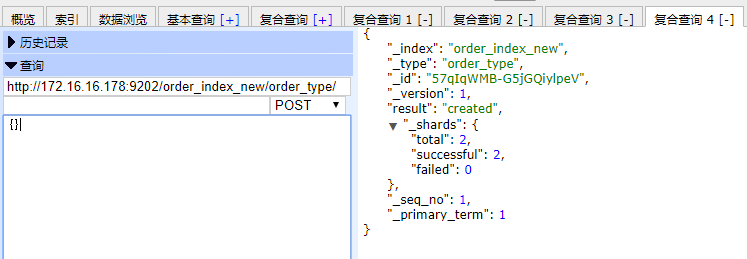 概览 索引 数据浏览 基本查询 [+] 复合查询 [+] 复合查询 1 [-] 复合查询 2 [-] 复合查询 3 [-] 复合查询 4 [-]
历史记录
查询
http://172.16.16.178:9202/order_index_new/order_type/
POST
{}
{
"_index": "order_index_new",
"_type": "order_type",
"_id": "57qIqWMB-G5jGQiylpeV",
"_version": 1,
"result": "created",
"_shards": {
"total": 2,
"successful": 2,
"failed": 0
},
"_seq_no": 1,
"_primary_term": 1
}